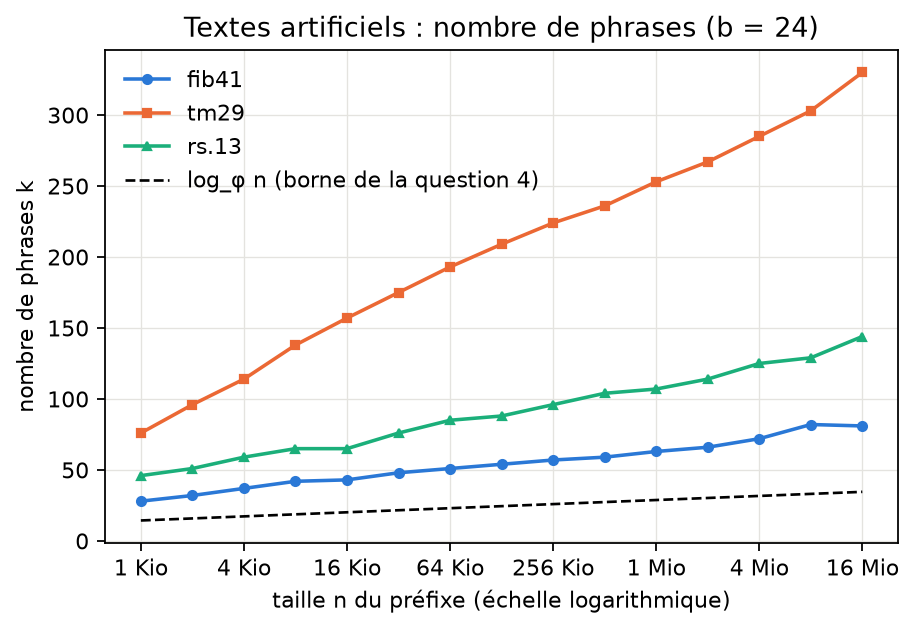 Textes artificiels : nombre de phrases (b = 24)
fib41
tm29
rs.13
log_φ n (borne de la question 4)
nombre de phrases k
300
250
200
150
100
50
0
1 Kio
4 Kio
16 Kio
64 Kio
256 Kio
1 Mio
4 Mio
16 Mio
taille n du préfixe (échelle logarithmique)